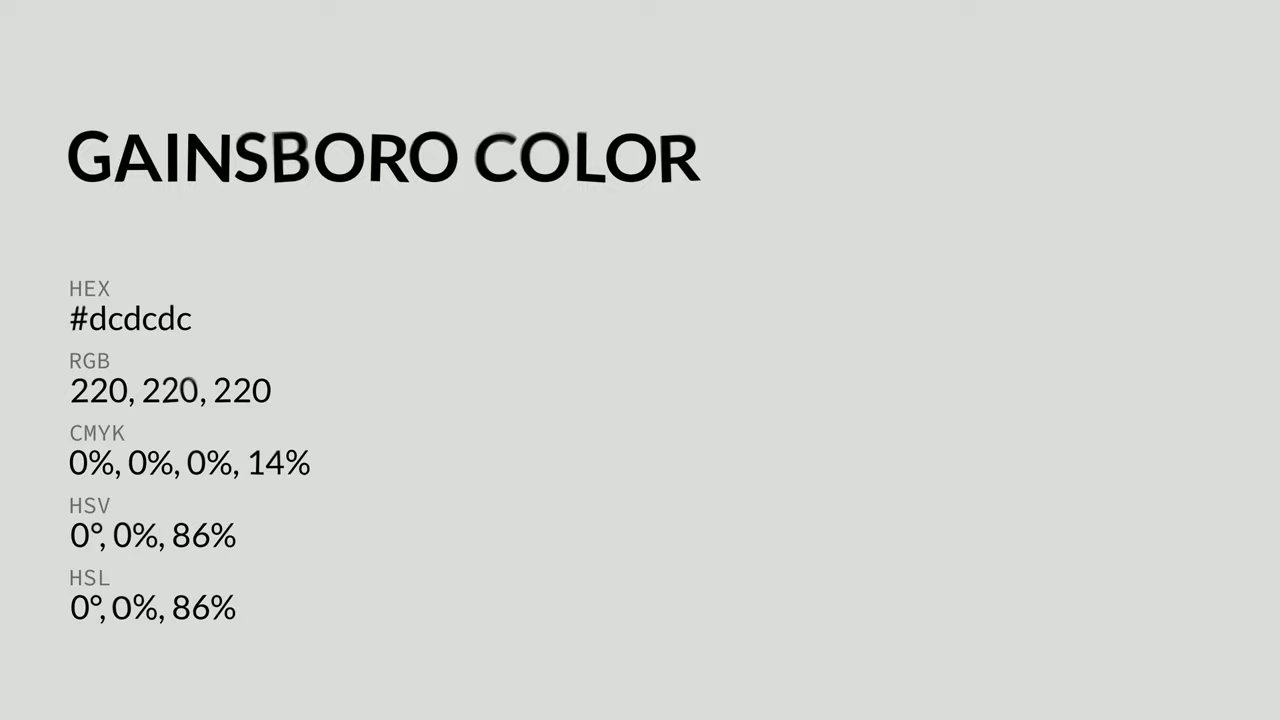 GAINSBORO COLOR
HEX
#dcdcdc
RGB
220, 220, 220
CMYK
0%, 0%, 0%, 14%
HSV
0°, 0%, 86%
HSL
0°, 0%, 86%